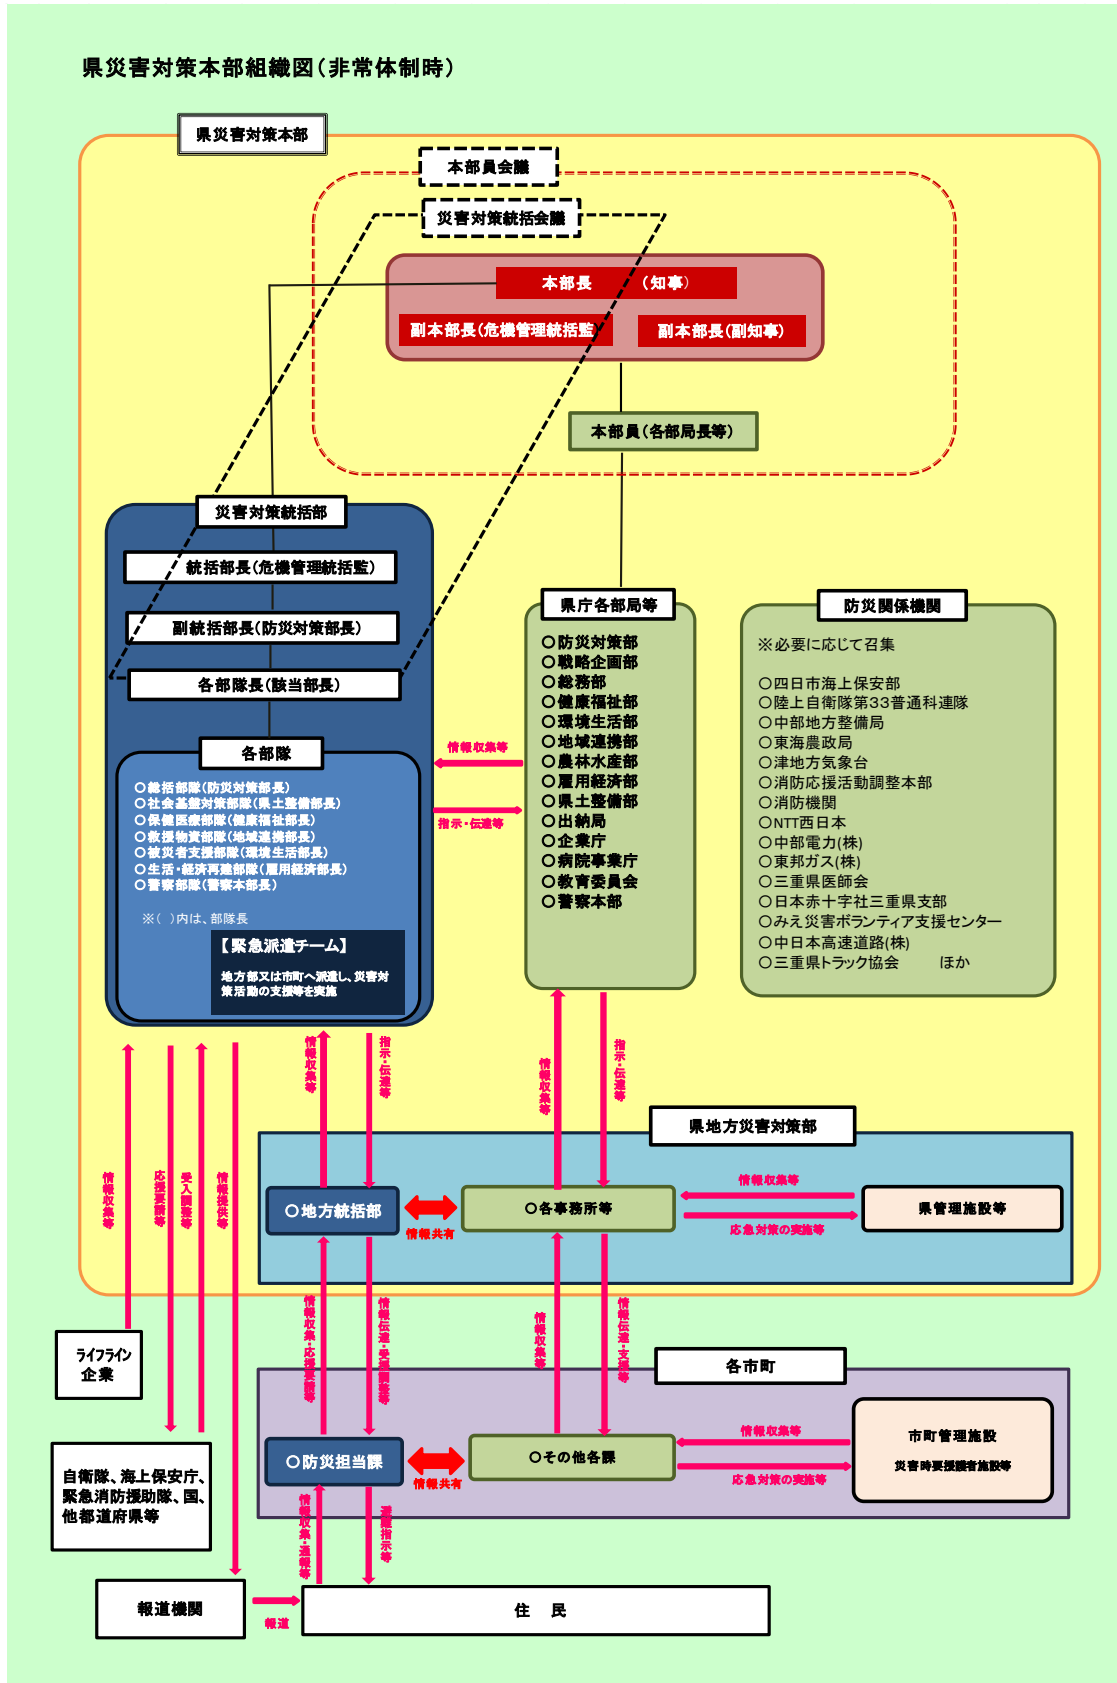 県災害対策本部組織図（非常体制時）
県災害対策本部
本部員会議
災害対策統括会議
本部長　　　（知事）
副本部長（危機管理統括監）
副本部長（副知事）
本部員（各部局長等）
災害対策統括部
統括部長（危機管理統括監）
副統括部長（防災対策部長）
各部隊長（該当部長）
各部隊
○総括部隊（防災対策部長）
○社会基盤対策部隊（県土整備部長）
○保健医療部隊（健康福祉部長）
○救援物資部隊（地域連携部長）
○被災者支援部隊（環境生活部長）
○生活・経済再建部隊（雇用経済部長）
○警察部隊（警察本部長）
※（　）内は、部隊長
【緊急派遣チーム】
地方部又は市町へ派遣し、災害対
策活動の支援等を実施
情報収集等
指示・伝達等
県庁各部局等
○防災対策部
○戦略企画部
○総務部
○健康福祉部
○環境生活部
○地域連携部
○農林水産部
○雇用経済部
○県土整備部
○出納局
○企業庁
○病院事業庁
○教育委員会
○警察本部
防災関係機関
※必要に応じて召集
○四日市海上保安部
○陸上自衛隊第３３普通科連隊
○中部地方整備局
○東海農政局
○津地方気象台
○消防応援活動調整本部
○消防機関
○NTT西日本
○中部電力(株)
○東邦ガス(株)
○三重県医師会
○日本赤十字社三重県支部
○みえ災害ボランティア支援センター
○中日本高速道路(株)
○三重県トラック協会　　　ほか
情報収集等
指示・伝達等
情報収集等
指示・伝達等
情報収集等
応援要請等
受入調整等
情報提供等
県地方災害対策部
○地方統括部
情報共有
○各事務所等
情報収集等
応急対策の実施等
県管理施設等
情報収集・応援要請等
情報伝達・受援調整等
情報収集等
情報伝達・支援等
ライフライン
企業
各市町
○防災担当課
情報共有
○その他各課
情報収集等
応急対策の実施等
市町管理施設
災害時要援護者施設等
自衛隊、海上保安庁、
緊急消防援助隊、国、
他都道府県等
情報収集・通報等
避難指示等
報道機関
報道
住　民